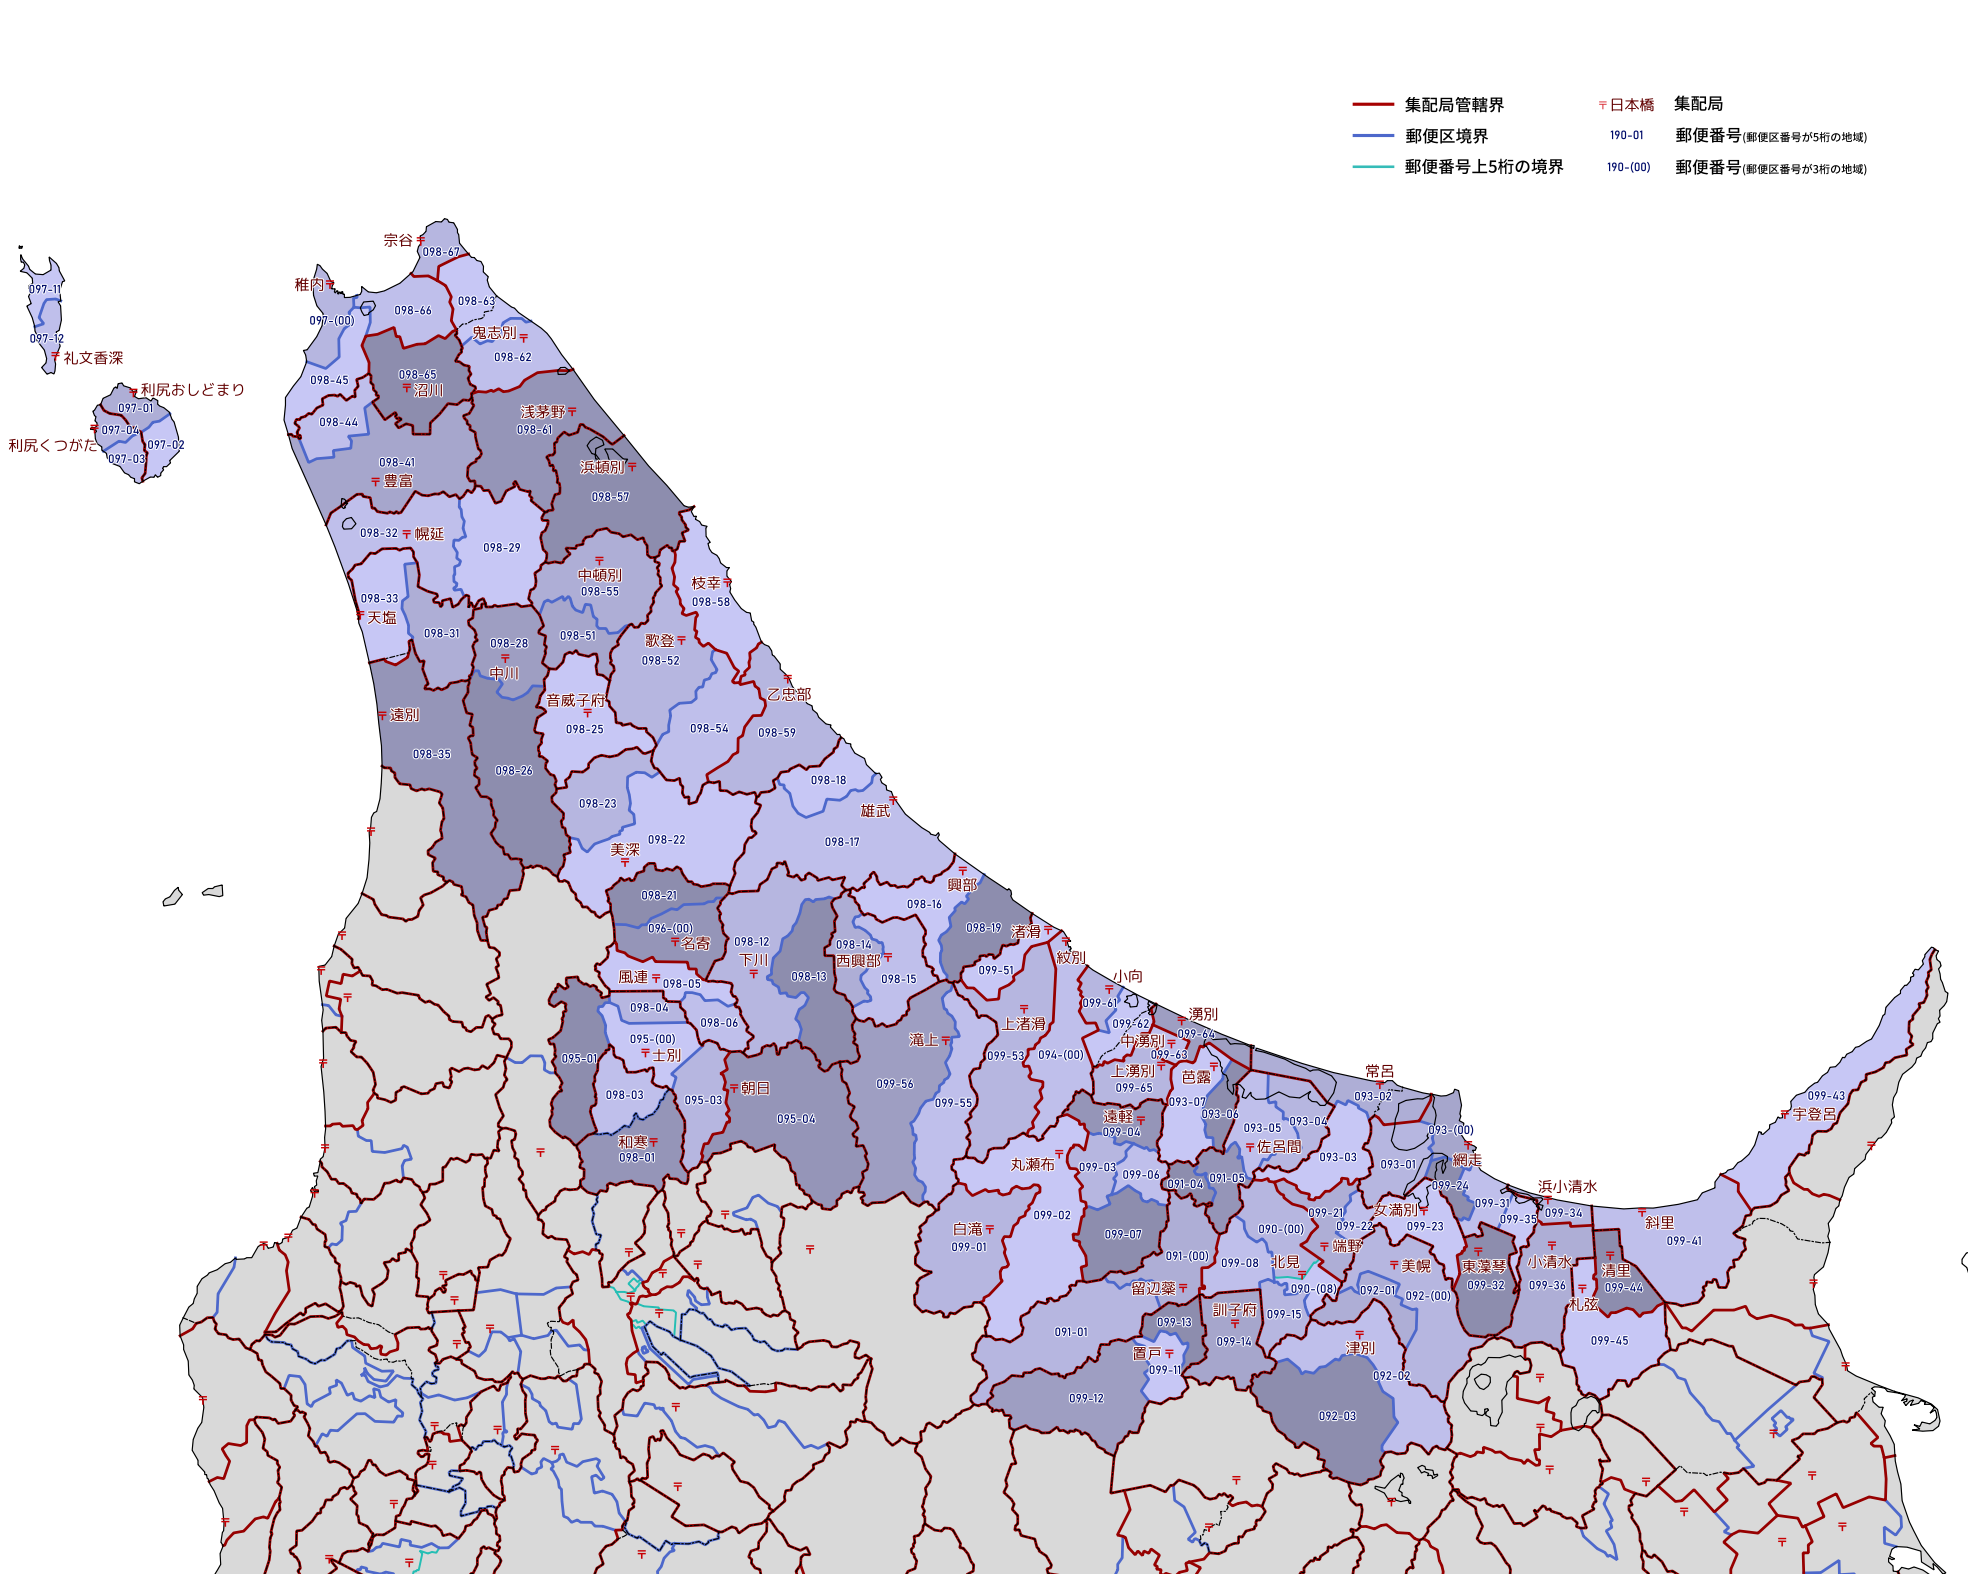 集配局管轄界
〒日本橋 集配局
郵便区境界
190-01 郵便番号(郵便区番号が5桁の地域)
郵便番号上5桁の境界
190-(00) 郵便番号(郵便区番号が3桁の地域)
宗谷
098-67
稚内
097-11
098-63
098-66
097-(00)
鬼志別
097-12
098-62
礼文香深
098-65
098-45
利尻おしどまり
沼川
097-01
浅茅野
098-44
097-04
098-61
利尻くつがた
097-02
097-03
098-41
浜頓別
豊富
098-57
098-32
幌延
098-29
中頓別
枝幸
098-55
098-33
098-58
天塩
098-31
098-51
098-28
歌登
098-52
中川
乙忠部
音威子府
遠別
098-25
098-54
098-59
098-35
098-26
098-18
098-23
雄武
098-22
098-17
美深
興部
098-21
098-16
096-(00)
098-19
渚滑
名寄
098-12
098-14
下川
西興部
紋別
099-51
風連
098-05
098-13
098-15
小向
099-61
098-04
湧別
098-06
上渚滑
099-62
099-64
095-(00)
滝上
中湧別
士別
095-01
099-53
094-(00)
099-63
上湧別
芭露
常呂
朝日
099-56
099-65
098-03
095-03
099-55
093-07
093-02
099-43
宇登呂
095-04
遠軽
093-06
093-04
099-04
093-05
093-(00)
和寒
佐呂間
098-01
丸瀬布
099-03
093-03
093-01
網走
099-06
091-04
091-05
099-24
浜小清水
099-31
女満別
099-02
099-21
099-34
099-35
白滝
090-(00)
099-22
099-23
斜里
099-07
099-01
091-(00)
端野
099-41
099-08
北見
美幌
東藻琴
小清水
清里
留辺蘂
090-(08)
092-01
099-32
099-36
099-44
092-(00)
札弦
訓子府
099-15
099-13
091-01
099-14
099-45
置戸
津別
099-11
092-02
099-12
092-03